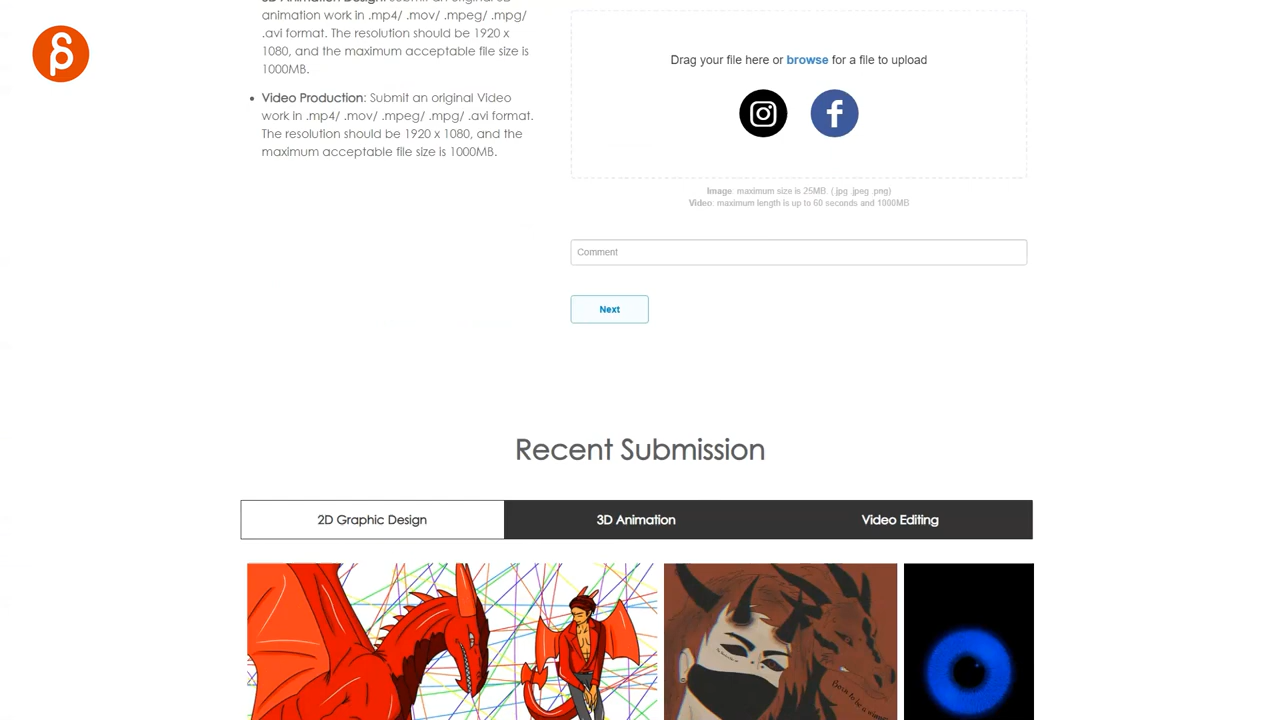 animation work in .mp4/ .mov/ .mpeg/ .mpg/
.avi format. The resolution should be 1920 x
1080, and the maximum acceptable file size is
1000MB.
• Video Production: Submit an original Video
work in .mp4/ .mov/ .mpeg/ .mpg/ .avi format.
The resolution should be 1920 x 1080, and the
maximum acceptable file size is 1000MB.
Drag your file here or browse for a file to upload
Image. maximum size is 25MB. (.jpg .jpeg .png)
Video. maximum length is up to 60 seconds and 1000MB
Comment
Next
Recent Submission
2D Graphic Design
3D Animation
Video Editing
Born to be a